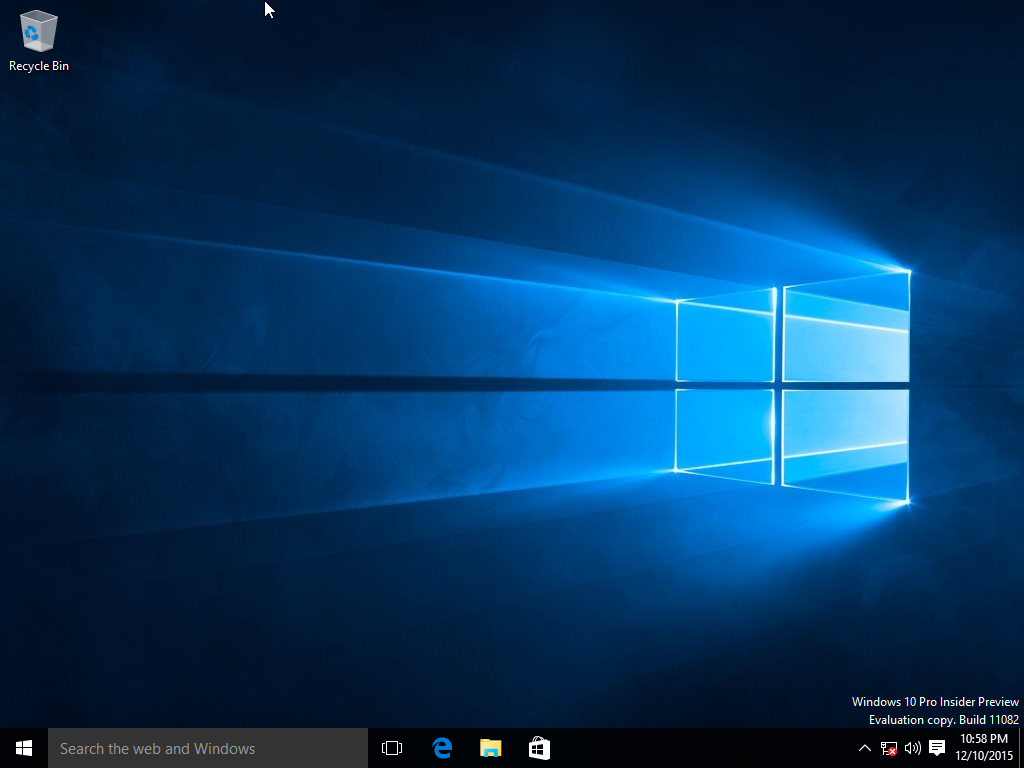 Recycle Bin
Windows 10 Pro Insider Preview
Evaluation copy. Build 11082
Search the web and Windows
10:58 PM
12/10/2015